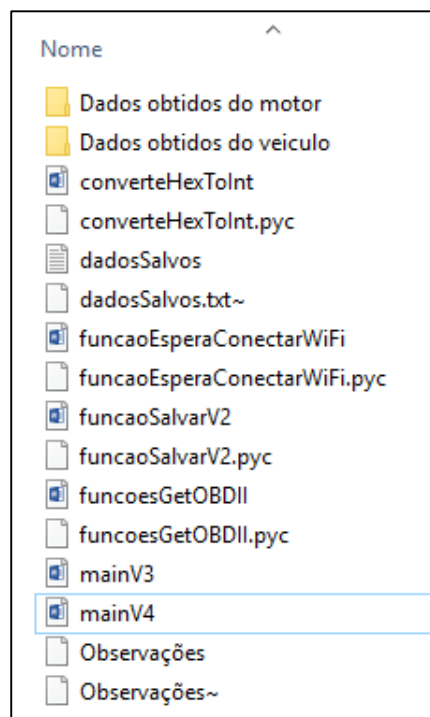 Nome
Dados obtidos do motor
Dados obtidos do veiculo
converteHexToInt
converteHexToInt.pyc
dadosSalvos
dadosSalvos.txt~
funcaoEsperaConectarWiFi
funcaoEsperaConectarWiFi.pyc
funcaoSalvarV2
funcaoSalvarV2.pyc
funcoesGetOBDII
funcoesGetOBDII.pyc
mainV3
mainV4
Observações
Observações~